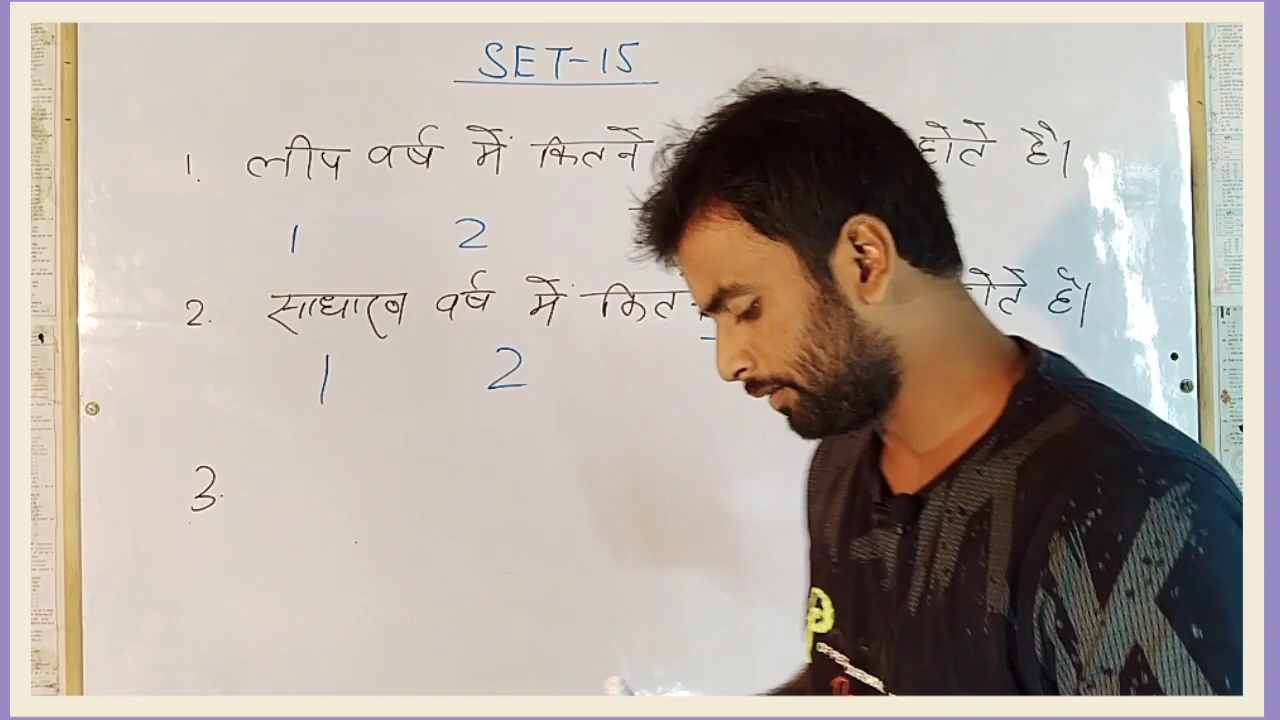 SET-15
1. लीप वर्ष में कितने होते है।
1 2
2. साधारण वर्ष में होते है।
1 2
3.